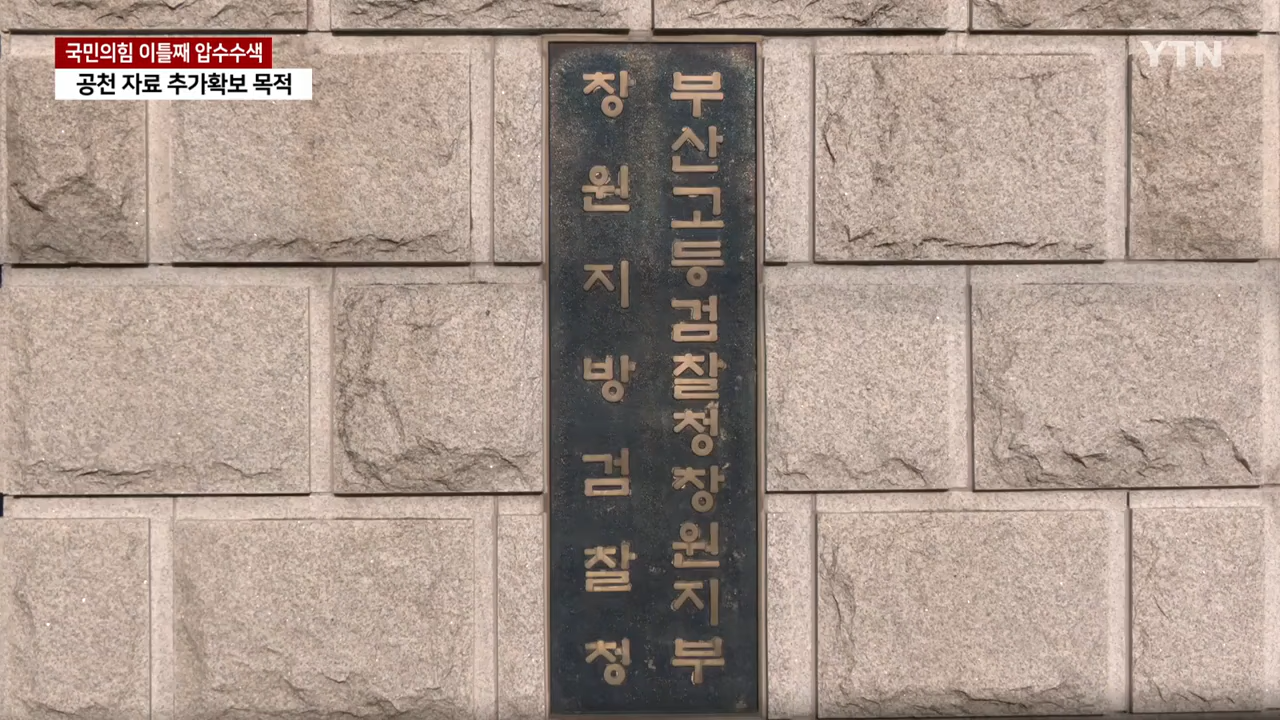 국민의힘 이틀째 압수수색
공천 자료 추가확보 목적
YTN
부산고등검찰청창원지부
창원지방검찰청